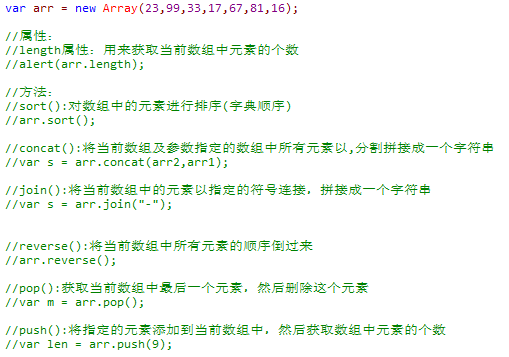 var arr = new Array(23,99,33,17,67,81,16);
//属性:
//length属性: 用来获取当前数组中元素的个数
//alert(arr.length);
//方法:
//sort():对数组中的元素进行排序(字典顺序)
//arr.sort();
//concat():将当前数组及参数指定的数组中所有元素以,分割拼接成一个字符串
//var s = arr.concat(arr2,arr1);
//join():将当前数组中的元素以指定的符号连接，拼接成一个字符串
//var s = arr.join("-");
//reverse():将当前数组中所有元素的顺序倒过来
//arr.reverse();
//pop():获取当前数组中最后一个元素，然后删除这个元素
//var m = arr.pop();
//push():将指定的元素添加到当前数组中，然后获取数组中元素的个数
//var len = arr.push(9);